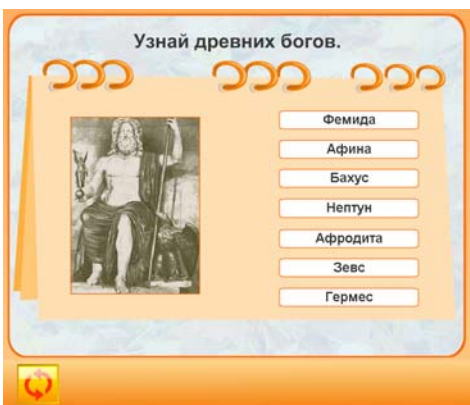 Узнай древних богов.
Фемида
Афина
Бахус
Нептун
Афродита
Зевс
Гермес